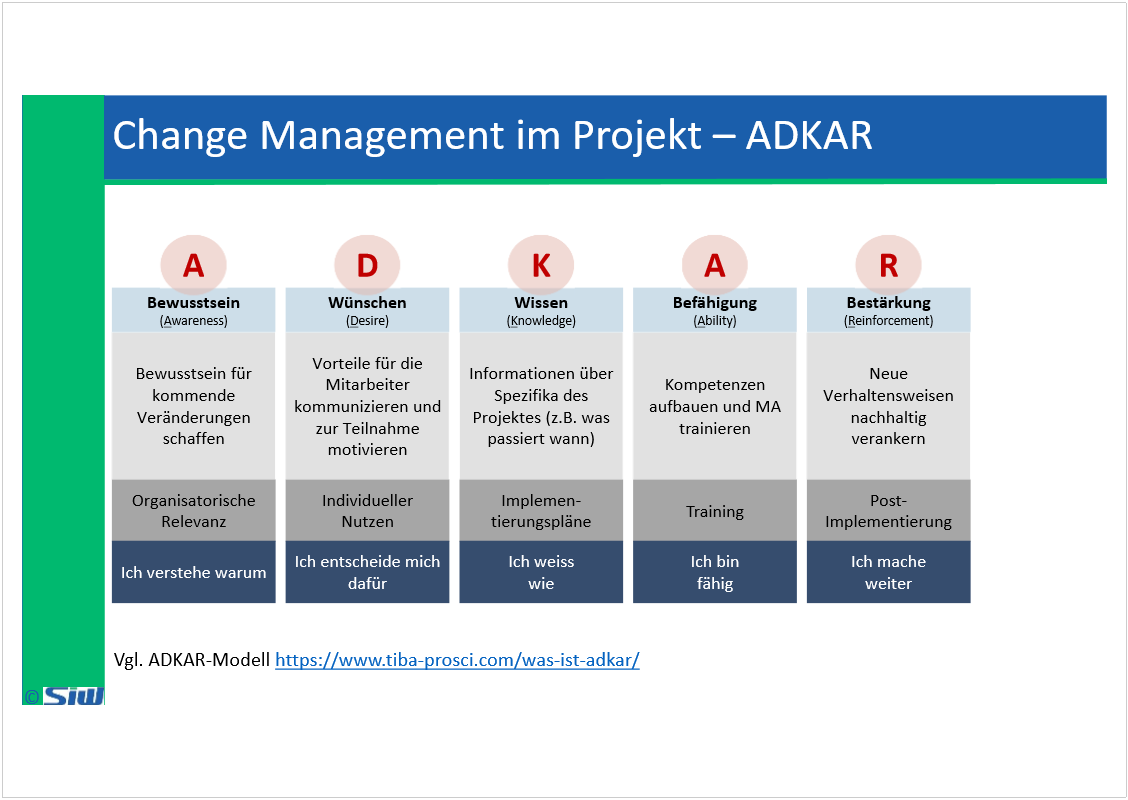 Change Management im Projekt – ADKAR
A
D
K
A
R
Bewusstsein
(Awareness)
Wünschen
(Desire)
Wissen
(Knowledge)
Befähigung
(Ability)
Bestärkung
(Reinforcement)
Bewusstsein für
kommende
Veränderungen
schaffen
Vorteile für die
Mitarbeiter
kommunizieren und
zur Teilnahme
motivieren
Informationen über
Spezifika des
Projektes (z.B. was
passiert wann)
Kompetenzen
aufbauen und MA
trainieren
Neue
Verhaltensweisen
nachhaltig
verankern
Organisatorische
Relevanz
Individueller
Nutzen
Implemen-
tierungspläne
Training
Post-
Implementierung
Ich verstehe warum
Ich entscheide mich
dafür
Ich weiss
wie
Ich bin
fähig
Ich mache
weiter
Vgl. ADKAR-Modell https://www.tiba-prosci.com/was-ist-adkar/
© SIW